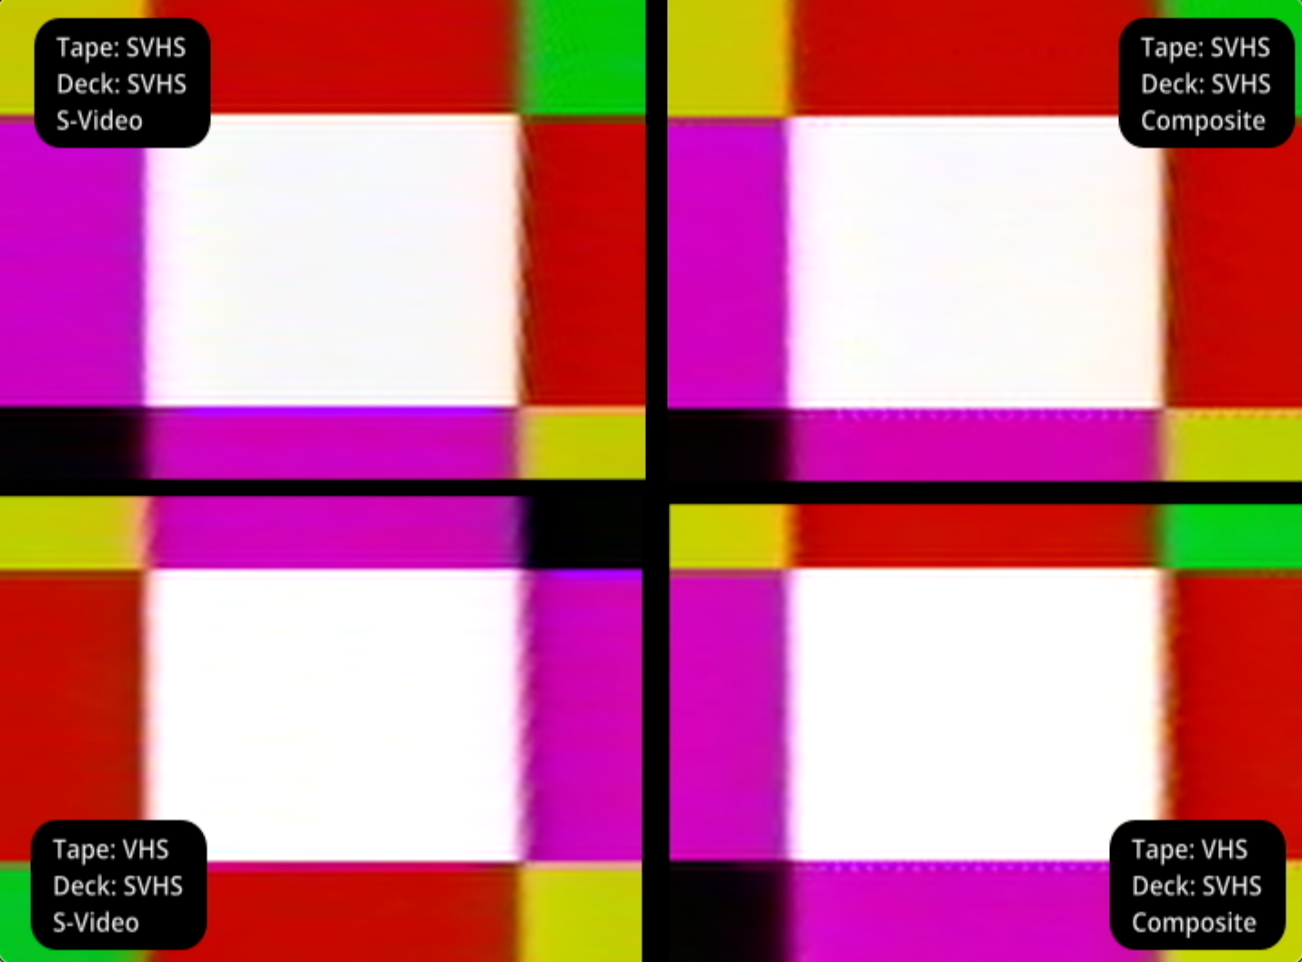 Tape: SVHS
Deck: SVHS
S-Video
Tape: SVHS
Deck: SVHS
Composite
Tape: VHS
Deck: SVHS
S-Video
Tape: VHS
Deck: SVHS
Composite